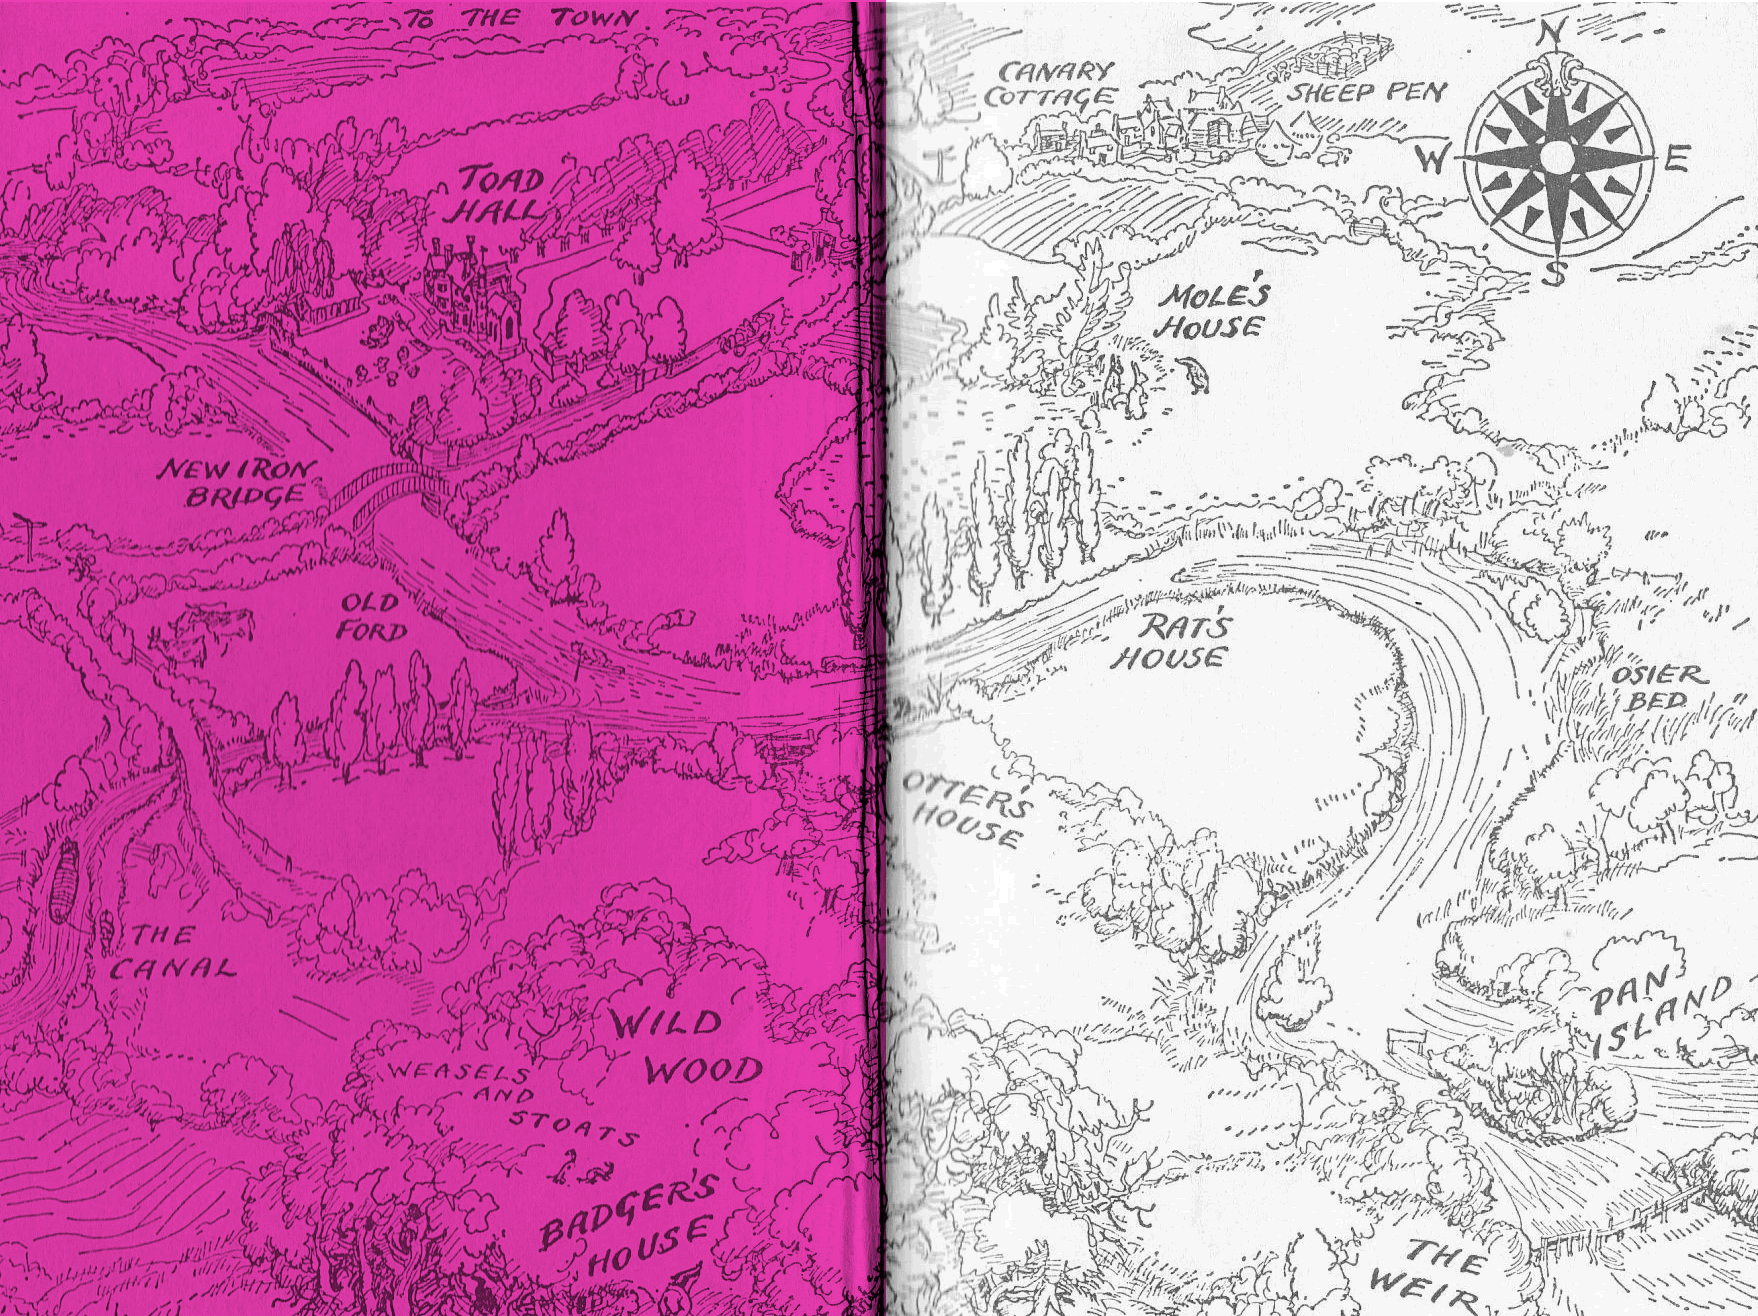 TO THE TOWN
TOAD
HALL
NEW IRON
BRIDGE
OLD
FORD
THE
CANAL
WILD
WOOD
WEASELS
AND
STOATS
BADGER'S
HOUSE
CANARY
COTTAGE
SHEEP PEN
N
W
E
S
MOLE'S
HOUSE
RAT'S
HOUSE
OSIER
BED
OTTER'S
HOUSE
PAN
ISLAND
THE
WEIR